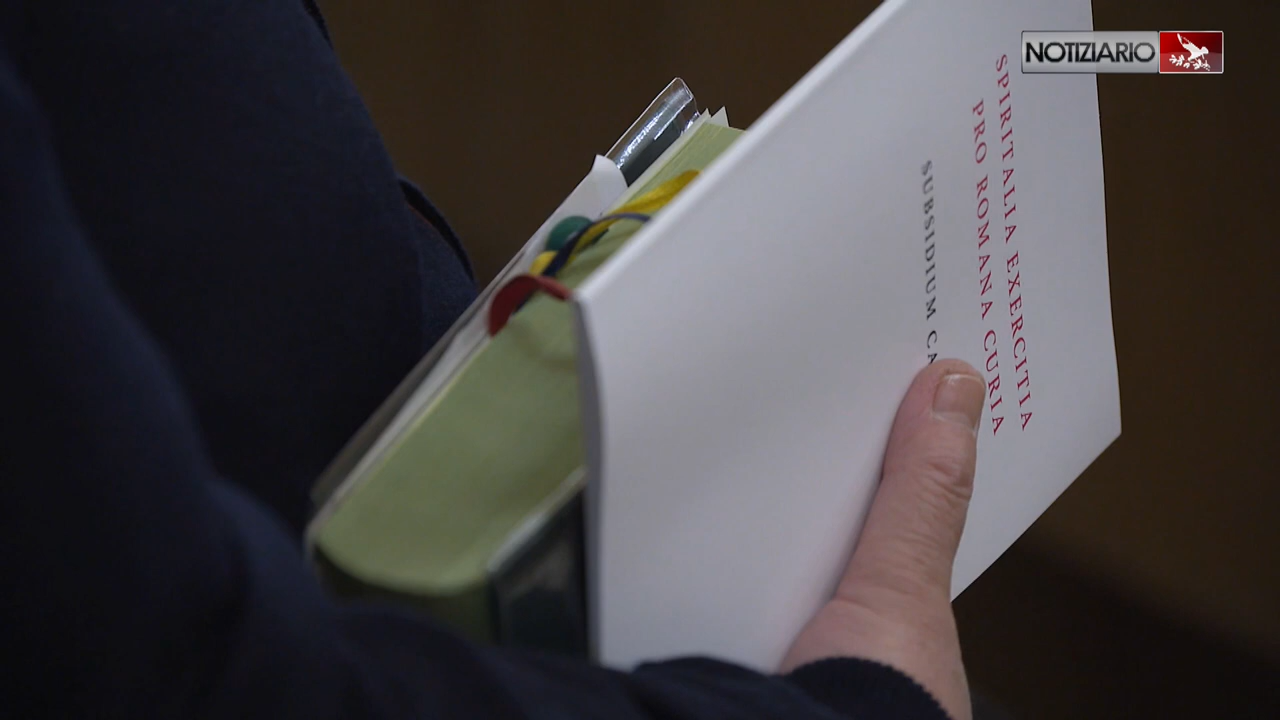 NOTIZIARIO
SPIRITALIA EXERCITIA
PRO ROMANA CURIA
SUBSIDIUM